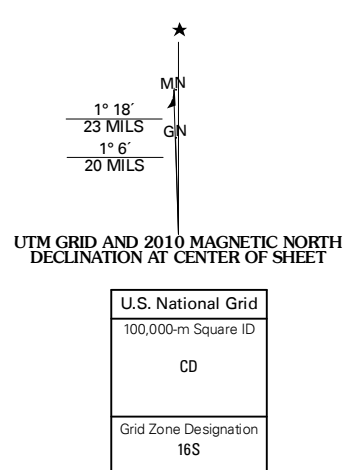 MN
1° 18´
23 MILS
GN
1° 6´
20 MILS
UTM GRID AND 2010 MAGNETIC NORTH
DECLINATION AT CENTER OF SHEET
U.S. National Grid
100,000-m Square ID
CD
Grid Zone Designation
16S